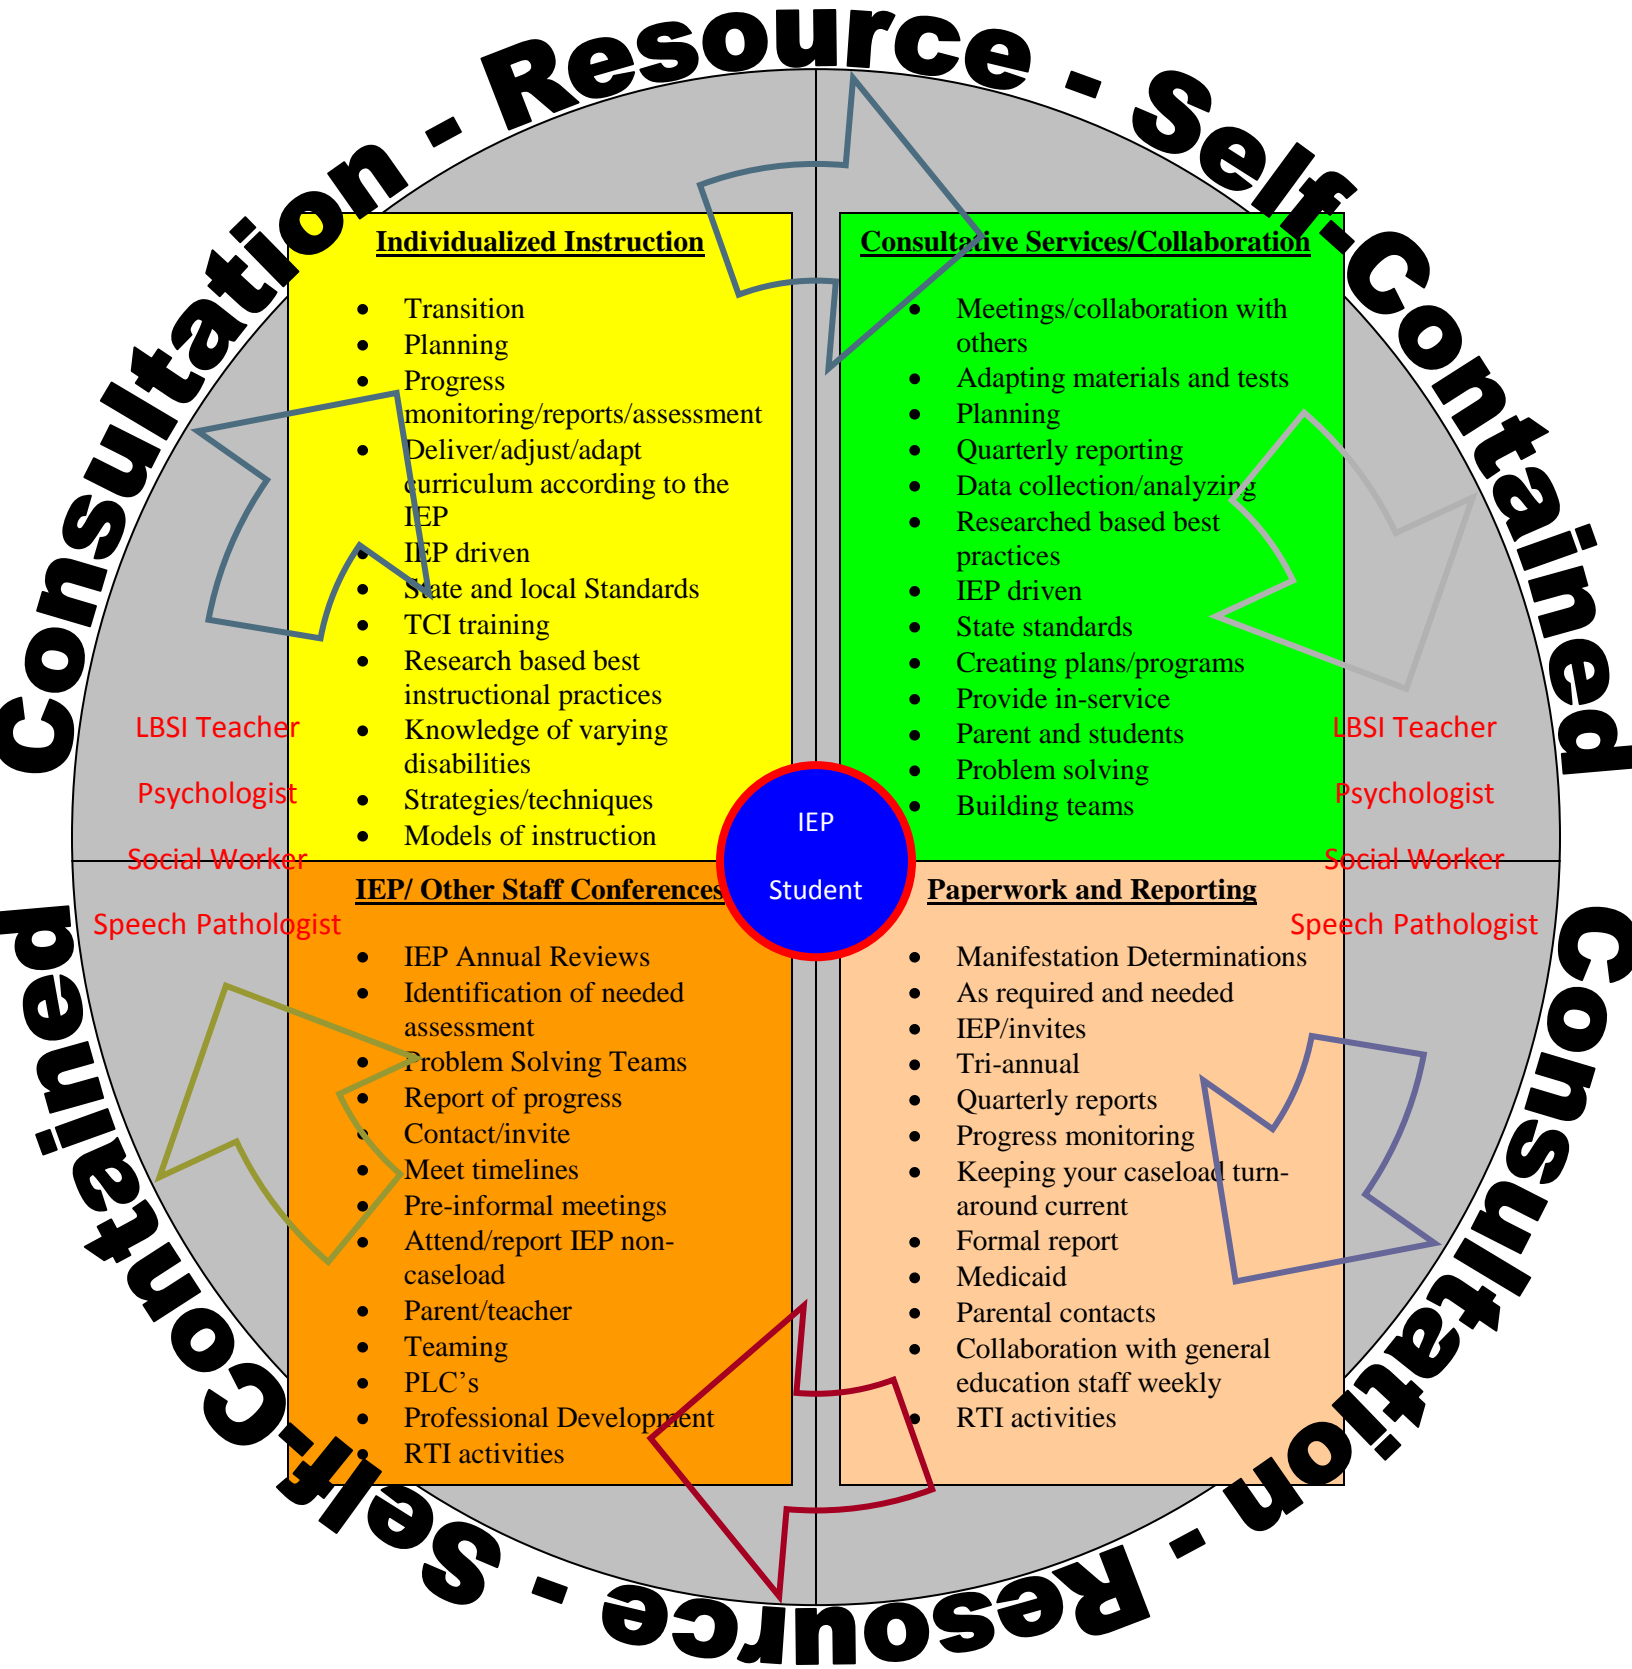 Consultation - Resource - Self-Contained
Individualized Instruction
Transition
Planning
Progress
monitoring/reports/assessment
Deliver/adjust/adapt
curriculum according to the
IEP
IEP driven
State and local Standards
TCI training
Research based best
instructional practices
Knowledge of varying
disabilities
Strategies/techniques
Models of instruction
Consultative Services/Collaboration
Meetings/collaboration with
others
Adapting materials and tests
Planning
Quarterly reporting
Data collection/analyzing
Researched based best
practices
IEP driven
State standards
Creating plans/programs
Provide in-service
Parent and students
Problem solving
Building teams
LBSI Teacher
Psychologist
Social Worker
Speech Pathologist
IEP
Student
LBSI Teacher
Psychologist
Social Worker
Speech Pathologist
IEP/ Other Staff Conferences
IEP Annual Reviews
Identification of needed
assessment
Problem Solving Teams
Report of progress
Contact/invite
Meet timelines
Pre-informal meetings
Attend/report IEP non-
caseload
Parent/teacher
Teaming
PLC’s
Professional Development
RTI activities
Paperwork and Reporting
Manifestation Determinations
As required and needed
IEP/invites
Tri-annual
Quarterly reports
Progress monitoring
Keeping your caseload turn-
around current
Formal report
Medicaid
Parental contacts
Collaboration with general
education staff weekly
RTI activities
Consultation - Resource - Self-Contained